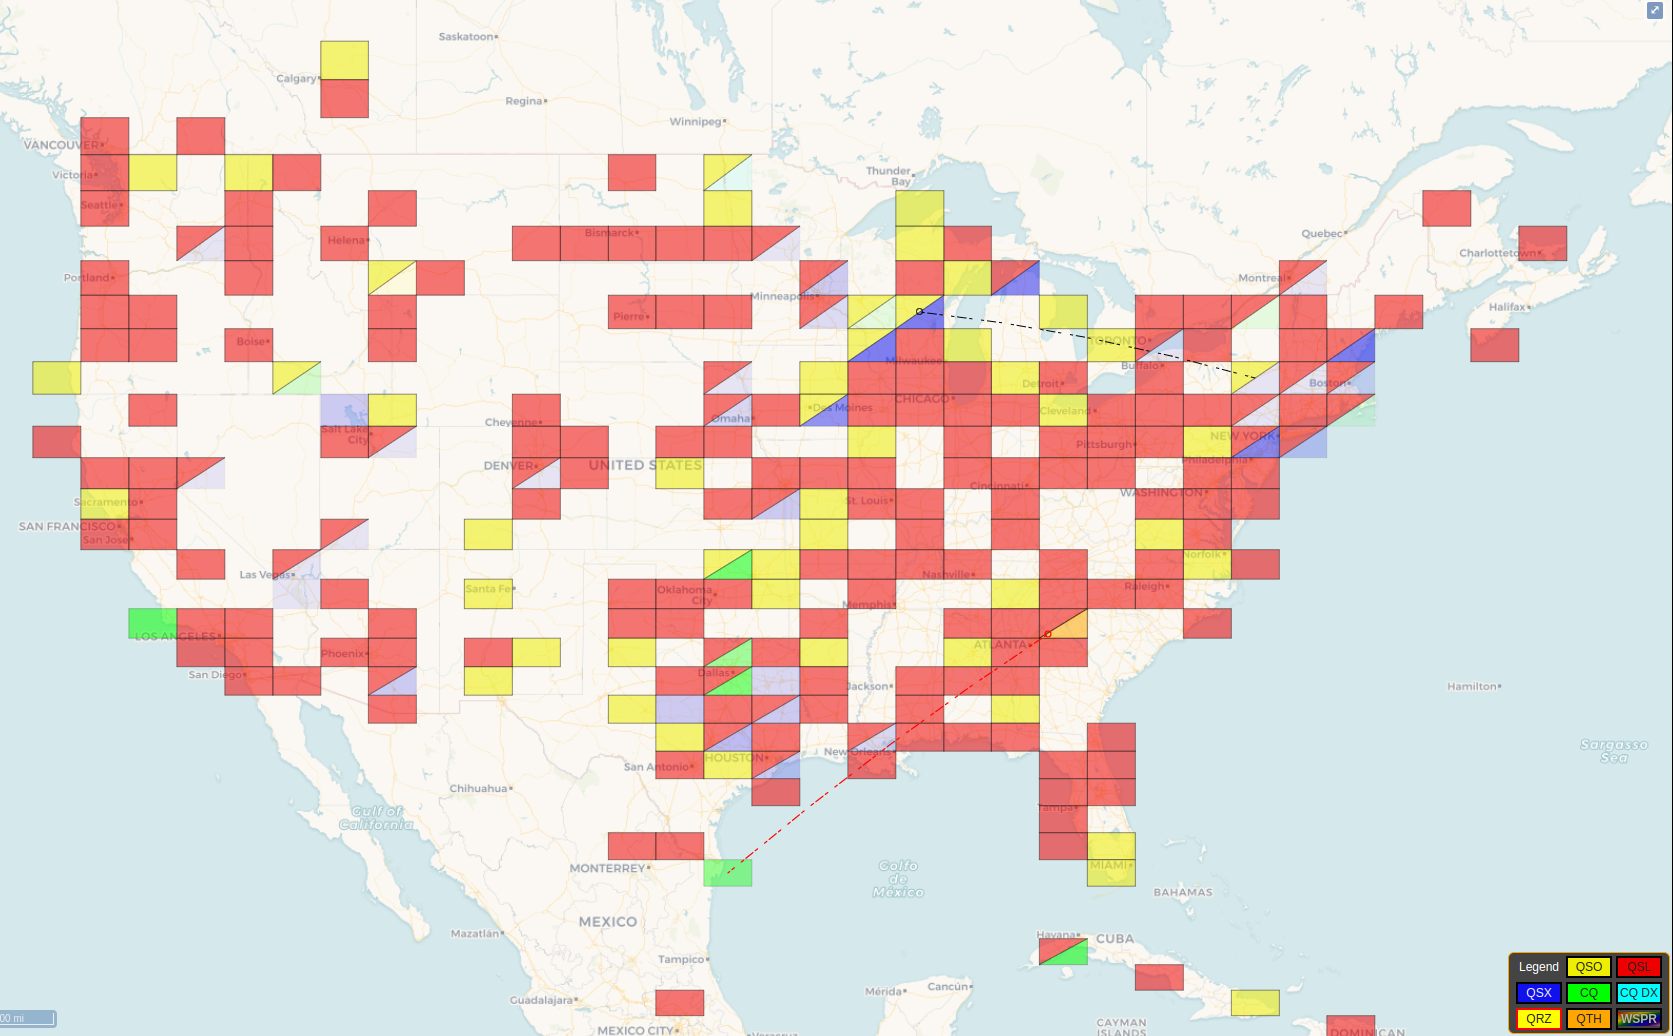 Saskatoon
Calgary
Regina
Winnipeg
VANCOUVER
Victoria
Thunder
Bay
Seattle
Helena
Bismarck
Quebec
Charlottetown
Portland
Montreal
Minneapolis
Halifax
Pierre
Boise
TORONTO
Milwaukee
Buffalo
Detroit
Boston
CHICAGO
Des Moines
Cleveland
Omaha
Cheyenne
Salt Lake
City
NEW YORK
Pittsburgh
Philadelphia
DENVER
UNITED STATES
Cincinnati
WASHINGTON
Sacramento
St. Louis
SAN FRANCISCO
San Jose
Norfolk
Las Vegas
Nashville
Santa Fe
Oklahoma
City
Raleigh
Memphis
LOS ANGELES
ATLANTA
Phoenix
San Diego
Dallas
Jackson
Hamilton
New Orleans
Sargasso
Sea
HOUSTON
San Antonio
Chihuahua
Gulf of
California
Tampa
MONTERREY
Golfo
de
México
MIAMI
BAHAMAS
MEXICO
Mazatlán
Havana
CUBA
Tampico
Mérida
Cancún
Guadalajara
MEXICO CITY
Veracruz
CAYMAN
ISLANDS
DOMINICAN
00 mi
Legend
QSO
QSL
QSX
CQ
CQ DX
QRZ
QTH
WSPR